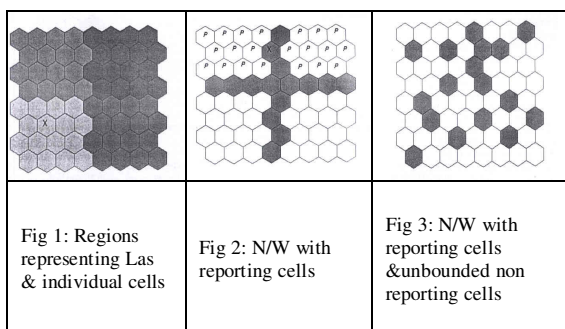 X
P P P P P P P
P P P X P P P P
P P P P P P P
Fig 1: Regions
representing Las
& individual cells
Fig 2: N/W with
reporting cells
Fig 3: N/W with
reporting cells
&unbounded non
reporting cells